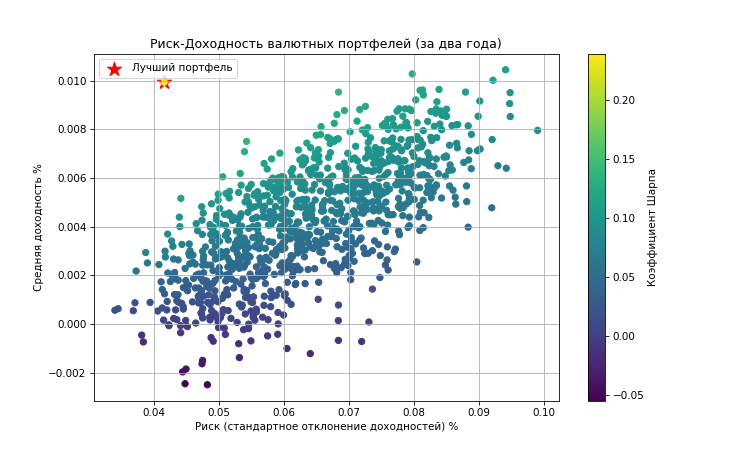 Риск-Доходность валютных портфелей (за два года)
Лучший портфель
Средняя доходность %
0.010
0.008
0.006
0.004
0.002
0.000
−0.002
0.04 0.05 0.06 0.07 0.08 0.09 0.10
Риск (стандартное отклонение доходностей) %
0.20
0.15
0.10
0.05
0.00
−0.05
Коэффициент Шарпа